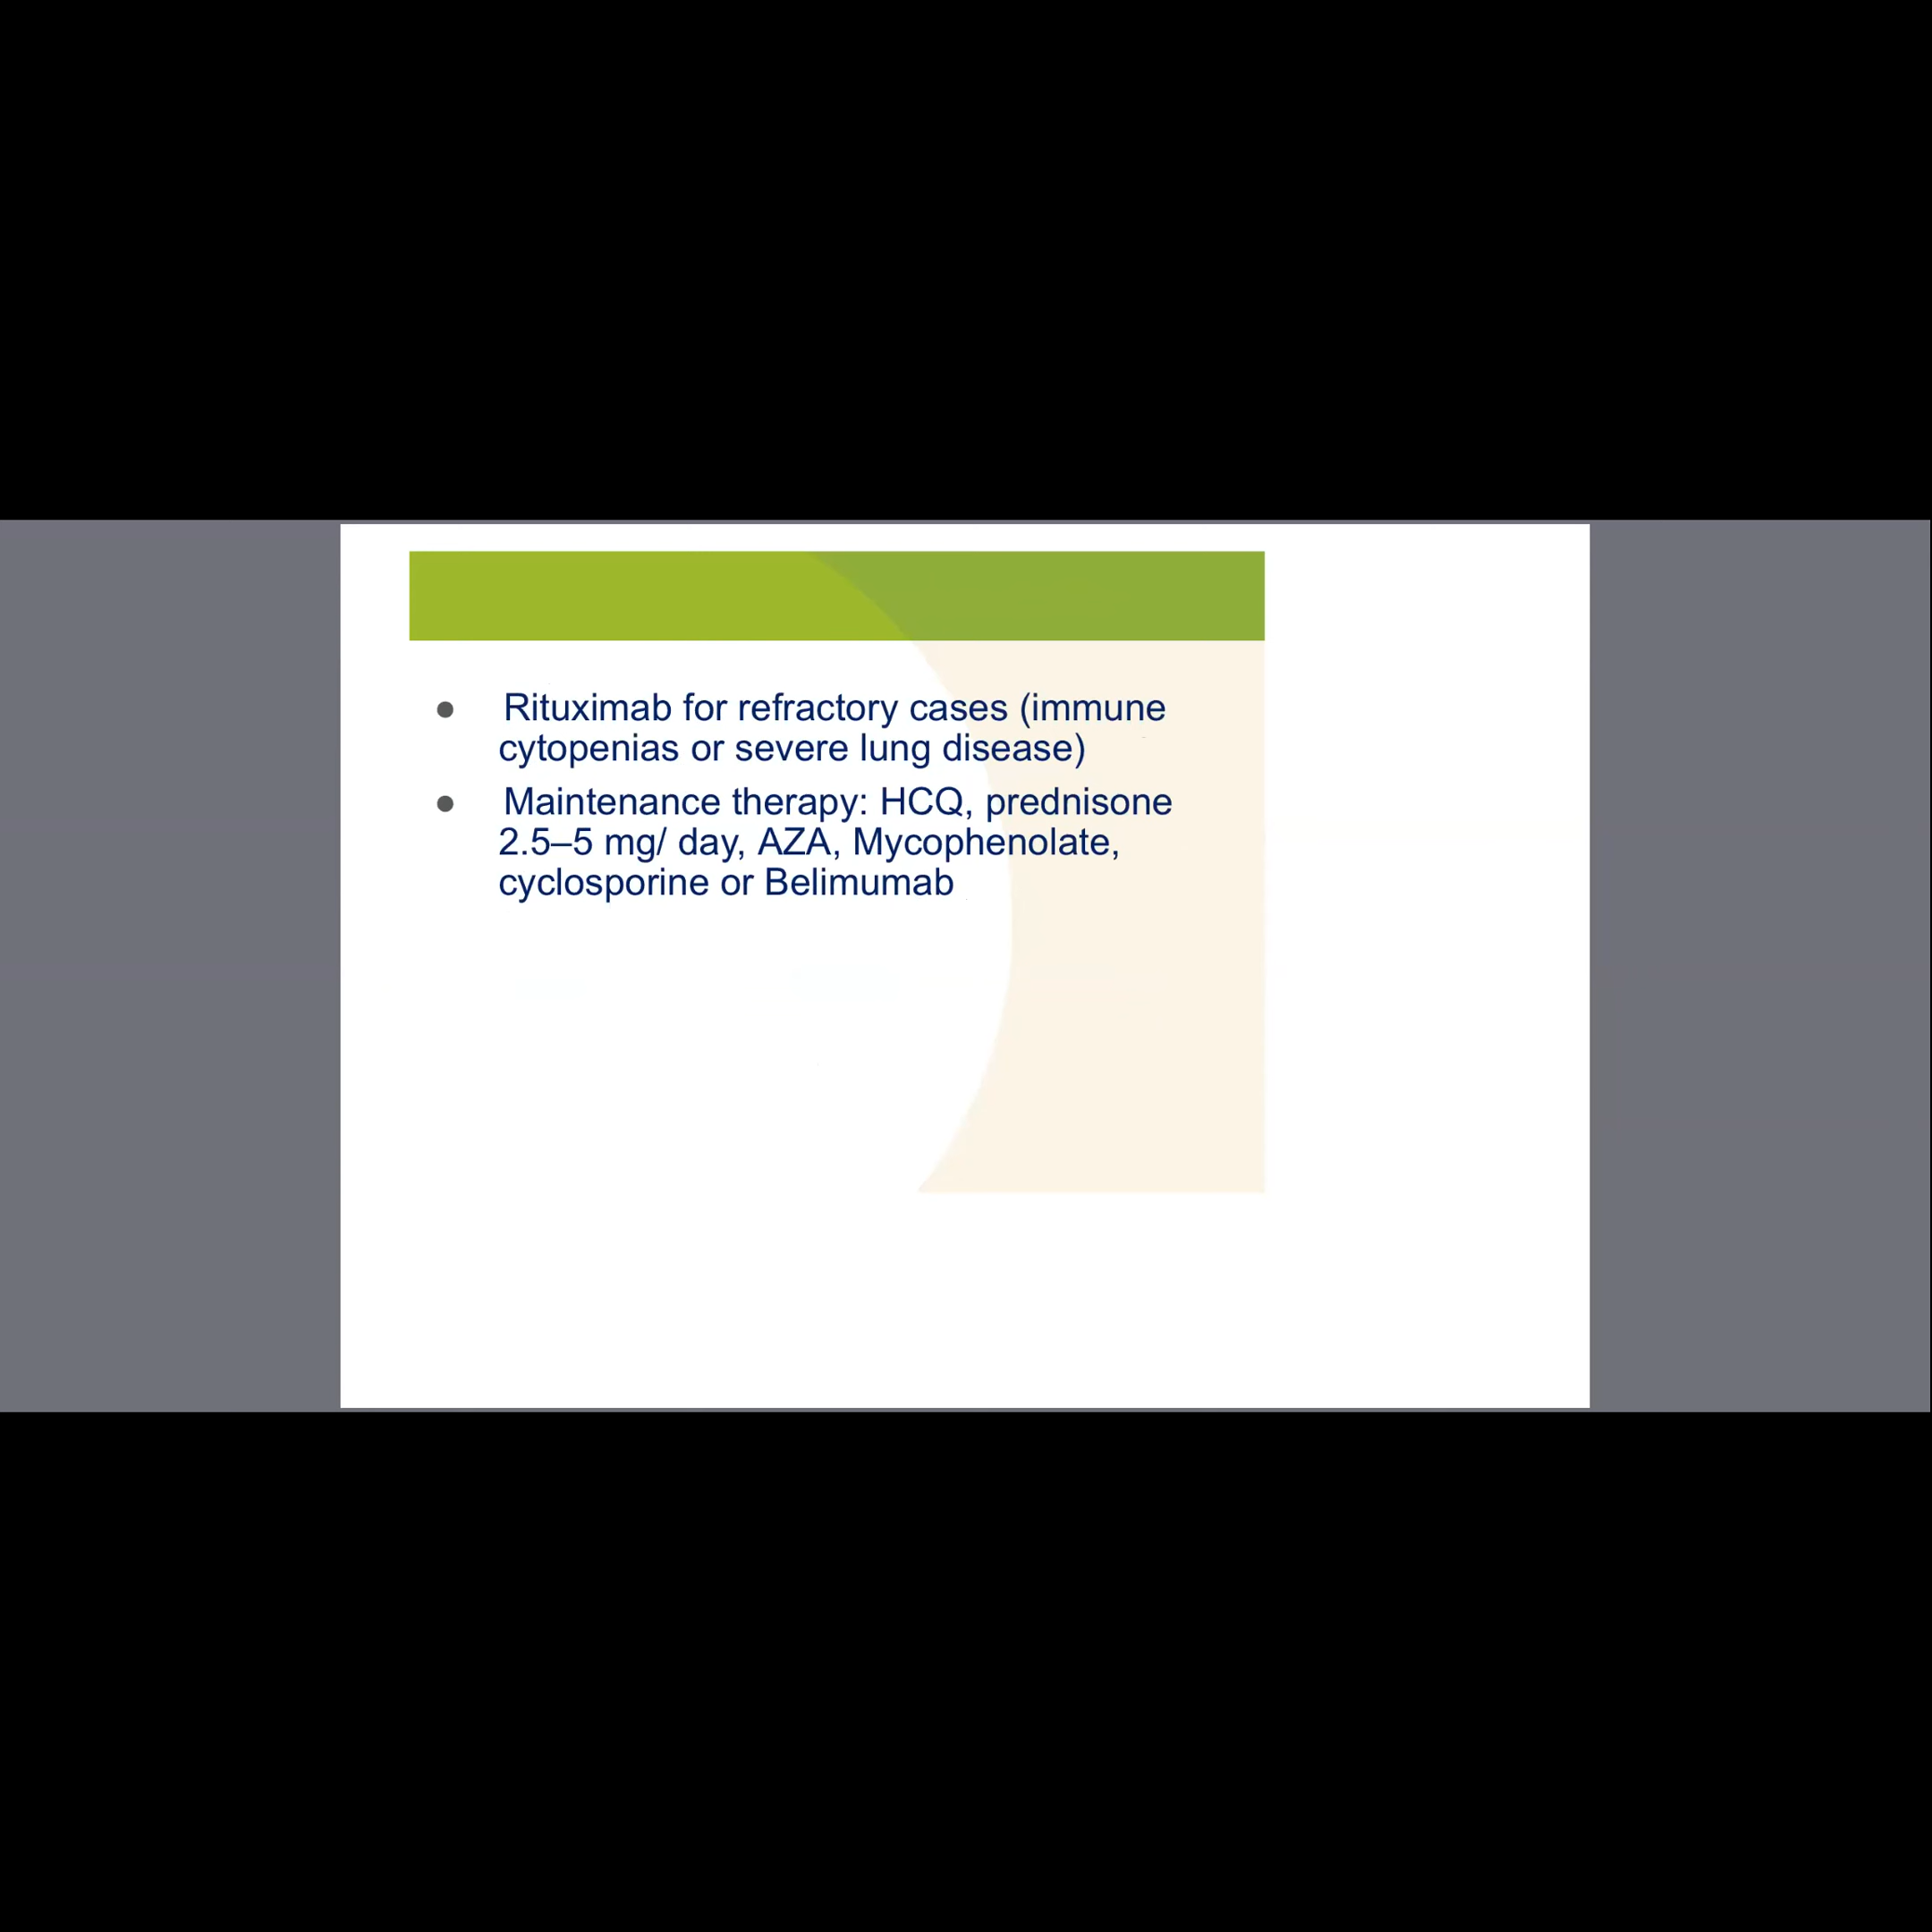 ● Rituximab for refractory cases (immune
cytopenias or severe lung disease)
● Maintenance therapy: HCQ, prednisone
2.5–5 mg/ day, AZA, Mycophenolate,
cyclosporine or Belimumab